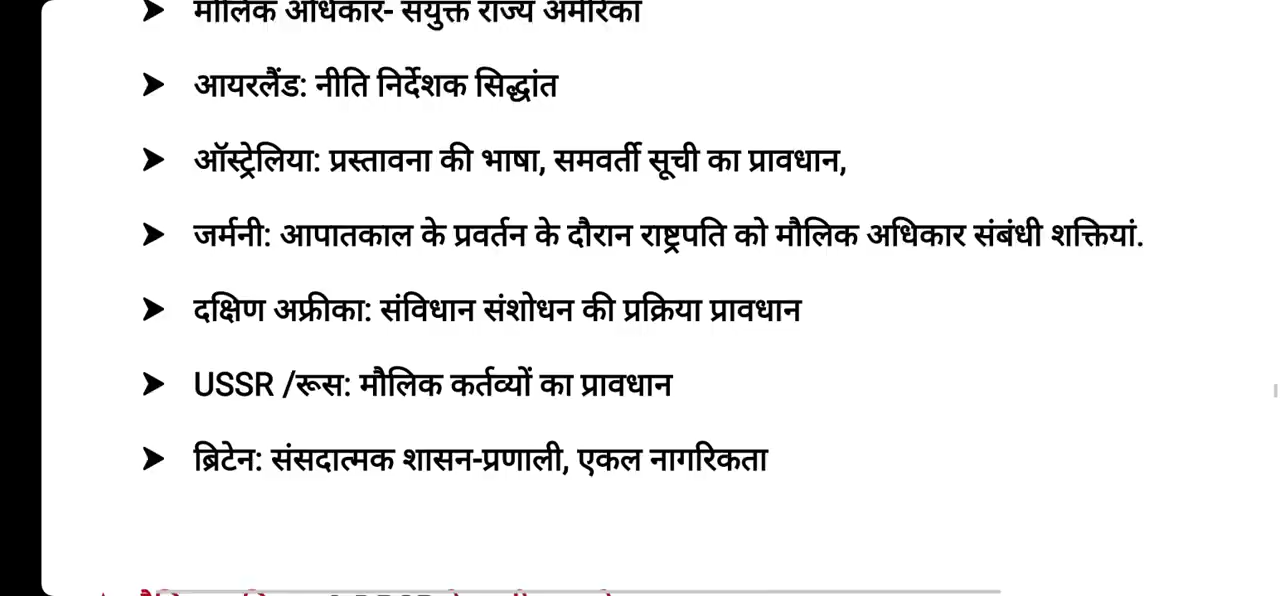 ➤ मौलिक अधिकार- संयुक्त राज्य अमेरिका
➤ आयरलैंड: नीति निर्देशक सिद्धांत
➤ ऑस्ट्रेलिया: प्रस्तावना की भाषा, समवर्ती सूची का प्रावधान,
➤ जर्मनी: आपातकाल के प्रवर्तन के दौरान राष्ट्रपति को मौलिक अधिकार संबंधी शक्तियां.
➤ दक्षिण अफ्रीका: संविधान संशोधन की प्रक्रिया प्रावधान
➤ USSR /रूस: मौलिक कर्तव्यों का प्रावधान
➤ ब्रिटेन: संसदात्मक शासन-प्रणाली, एकल नागरिकता